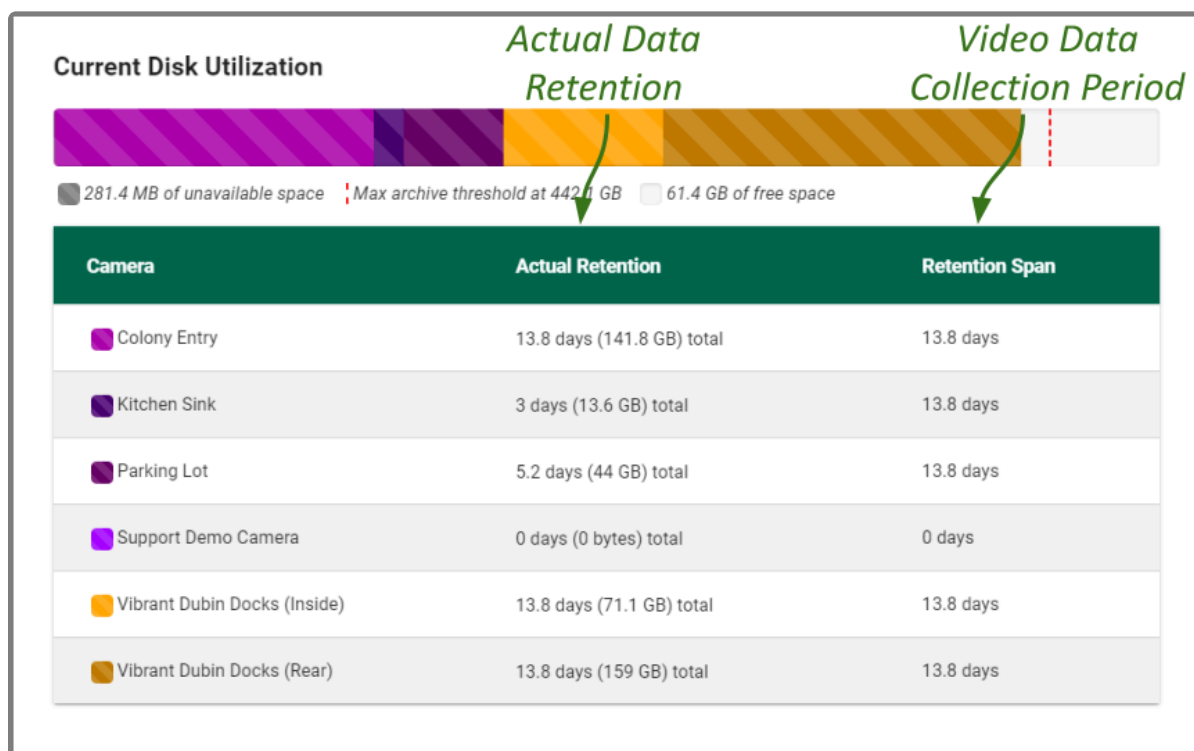 Actual Data
Retention
Video Data
Collection Period
Current Disk Utilization
281.4 MB of unavailable space Max archive threshold at 442.1 GB 61.4 GB of free space
Camera Actual Retention Retention Span
Colony Entry 13.8 days (141.8 GB) total 13.8 days
Kitchen Sink 3 days (13.6 GB) total 13.8 days
Parking Lot 5.2 days (44 GB) total 13.8 days
Support Demo Camera 0 days (0 bytes) total 0 days
Vibrant Dubin Docks (Inside) 13.8 days (71.1 GB) total 13.8 days
Vibrant Dubin Docks (Rear) 13.8 days (159 GB) total 13.8 days